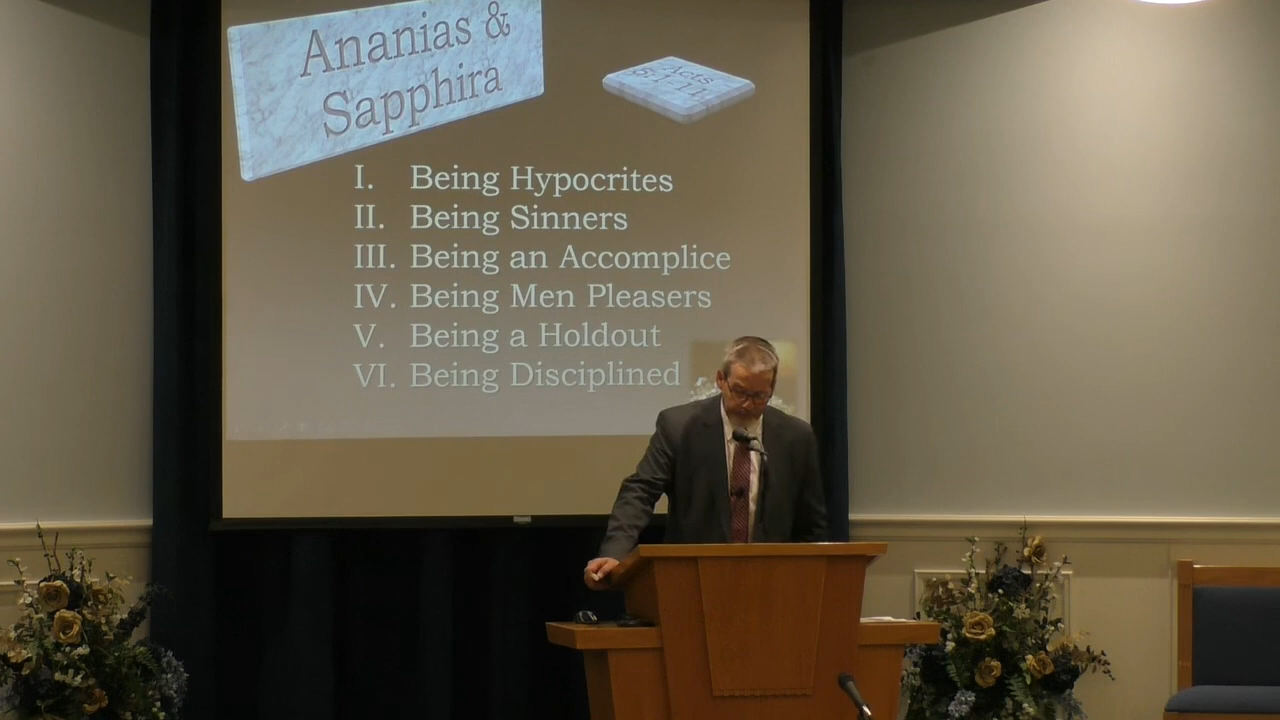 Ananias &
Sapphira
Acts
5:1-11
I. Being Hypocrites
II. Being Sinners
III. Being an Accomplice
IV. Being Men Pleasers
V. Being a Holdout
VI. Being Disciplined